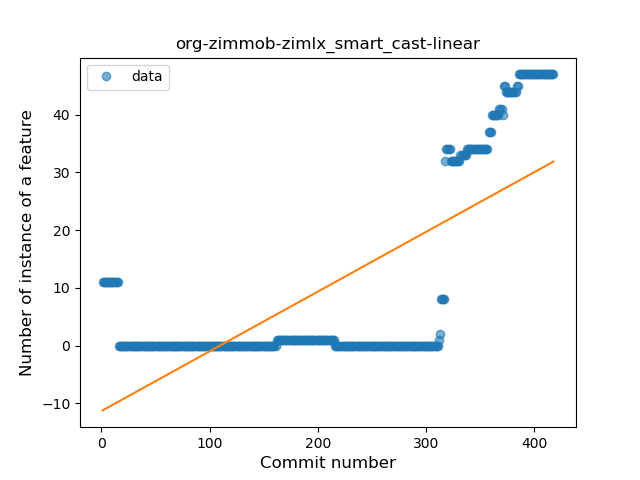 org-zimmob-zimlx_smart_cast-linear
data
Number of instance of a feature
40
30
20
10
0
−10
0 100 200 300 400
Commit number